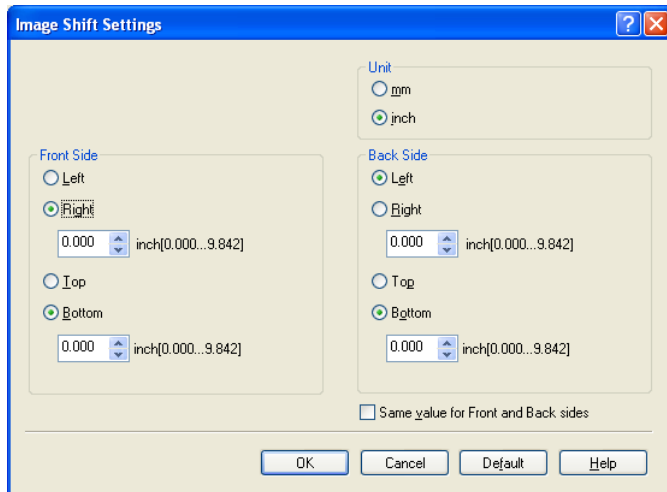 Image Shift Settings
Unit
mm
inch
Front Side
Left
Right
0.000 inch[0.000...9.842]
Top
Bottom
0.000 inch[0.000...9.842]
Back Side
Left
Right
0.000 inch[0.000...9.842]
Top
Bottom
0.000 inch[0.000...9.842]
Same value for Front and Back sides
OK Cancel Default Help